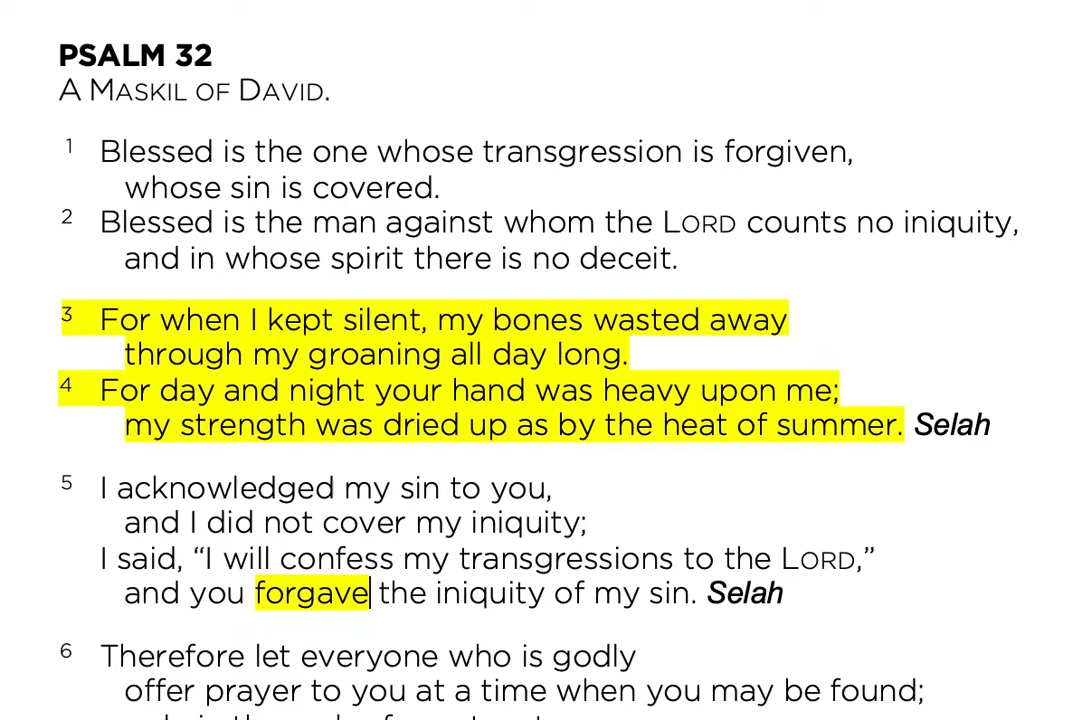 PSALM 32
A MASKIL OF DAVID.
1 Blessed is the one whose transgression is forgiven,
whose sin is covered.
2 Blessed is the man against whom the LORD counts no iniquity,
and in whose spirit there is no deceit.
3 For when I kept silent, my bones wasted away
through my groaning all day long.
4 For day and night your hand was heavy upon me;
my strength was dried up as by the heat of summer. Selah
5 I acknowledged my sin to you,
and I did not cover my iniquity;
I said, “I will confess my transgressions to the LORD,”
and you forgave the iniquity of my sin. Selah
6 Therefore let everyone who is godly
offer prayer to you at a time when you may be found;